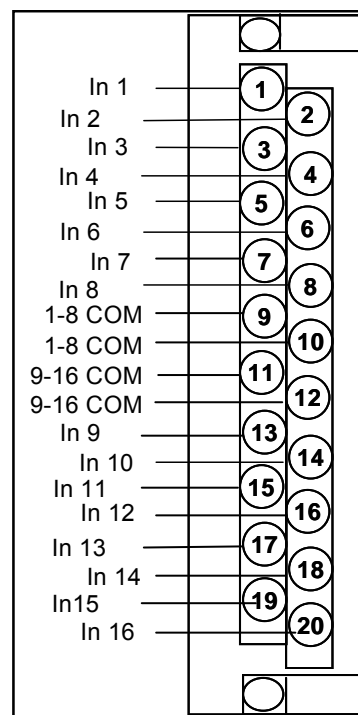 In 1 1
In 2 2
In 3 3
In 4 4
In 5 5
In 6 6
In 7 7
In 8 8
1-8 COM 9
1-8 COM 10
9-16 COM 11
9-16 COM 12
In 9 13
In 10 14
In 11 15
In 12 16
In 13 17
In 14 18
In15 19
In 16 20